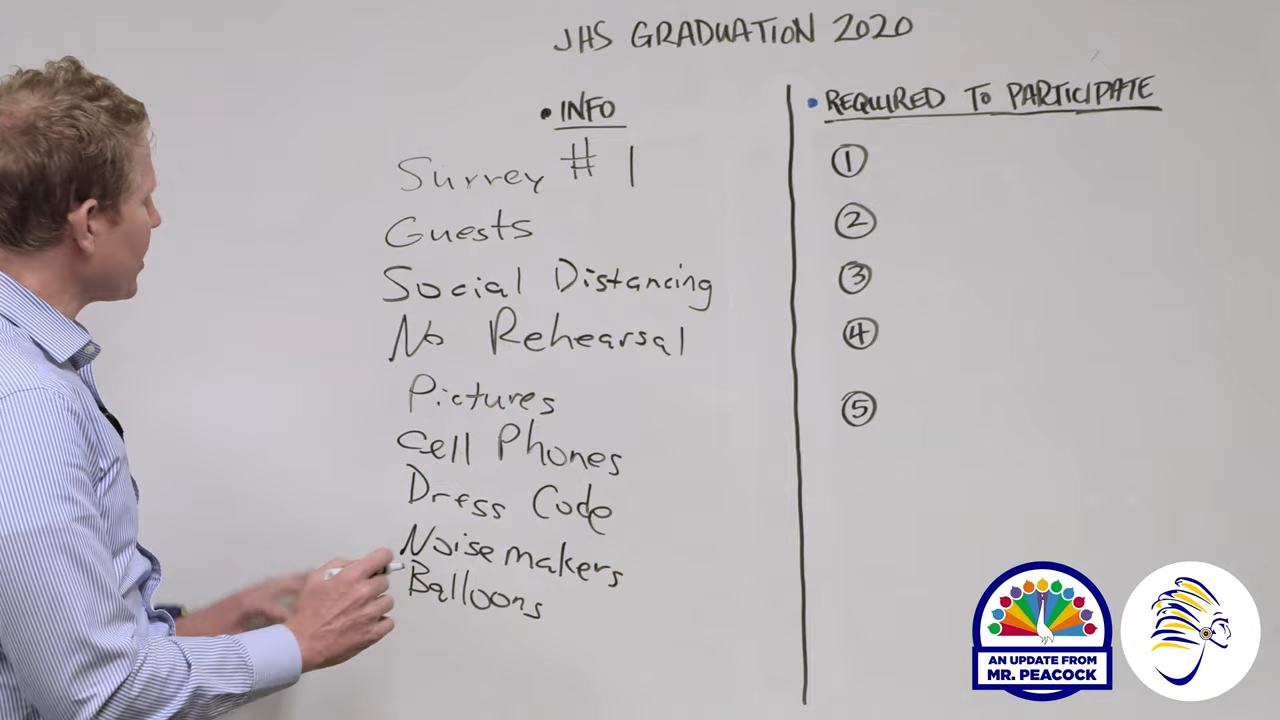 JHS GRADUATION 2020
• INFO
Survey # 1
Guests
Social Distancing
No Rehearsal
Pictures
Cell Phones
Dress Code
Noisemakers
Balloons
• REQUIRED TO PARTICIPATE
①
②
③
④
⑤
AN UPDATE FROM
MR. PEACOCK